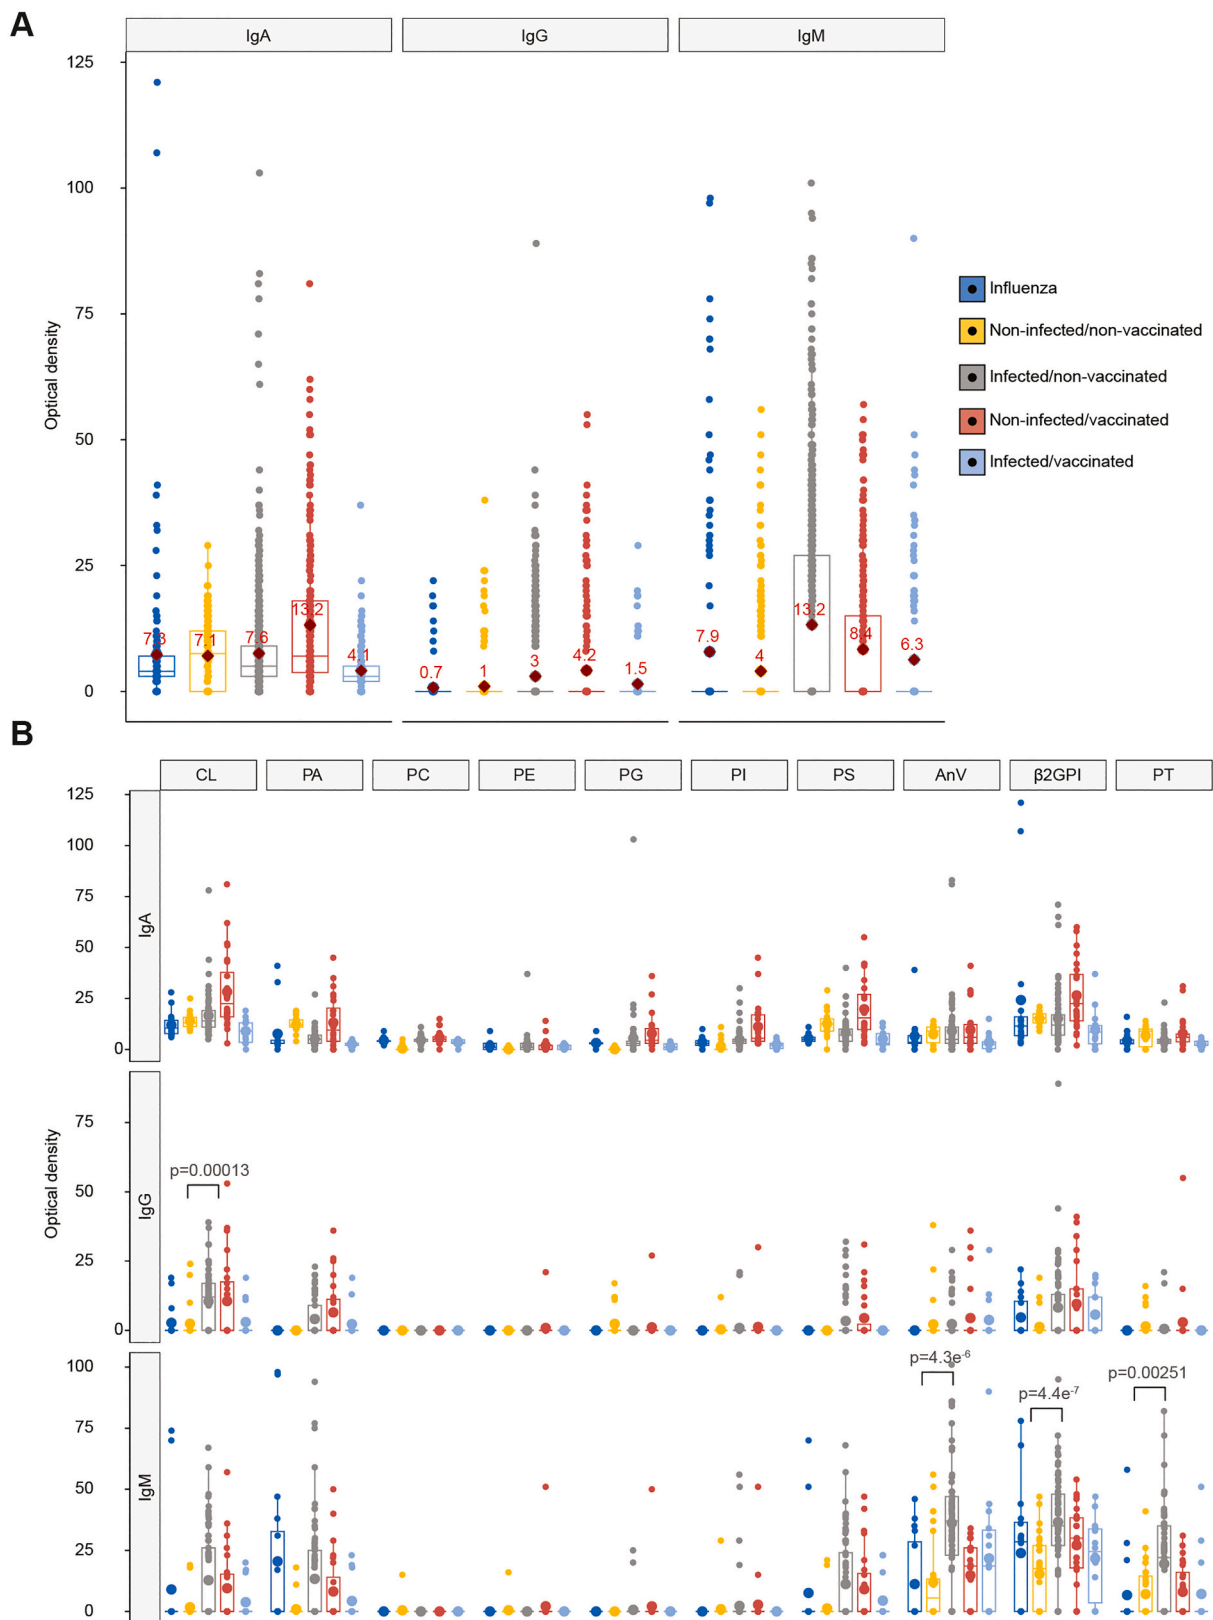 A
IgA IgG IgM
125
100
75
50
25
0
Optical density
7.3 7.1 7.6 13.2 4.1
0.7 1 3 4.2 1.5
7.9 4 13.2 8.4 6.3
Influenza
Non-infected/non-vaccinated
Infected/non-vaccinated
Non-infected/vaccinated
Infected/vaccinated
B
CL PA PC PE PG PI PS AnV β2GPI PT
125
100
75
50
25
0
IgA
Optical density
75
50
25
0
IgG
p=0.00013
100
75
50
25
0
IgM
p=4.3e-6
p=4.4e-7
p=0.00251